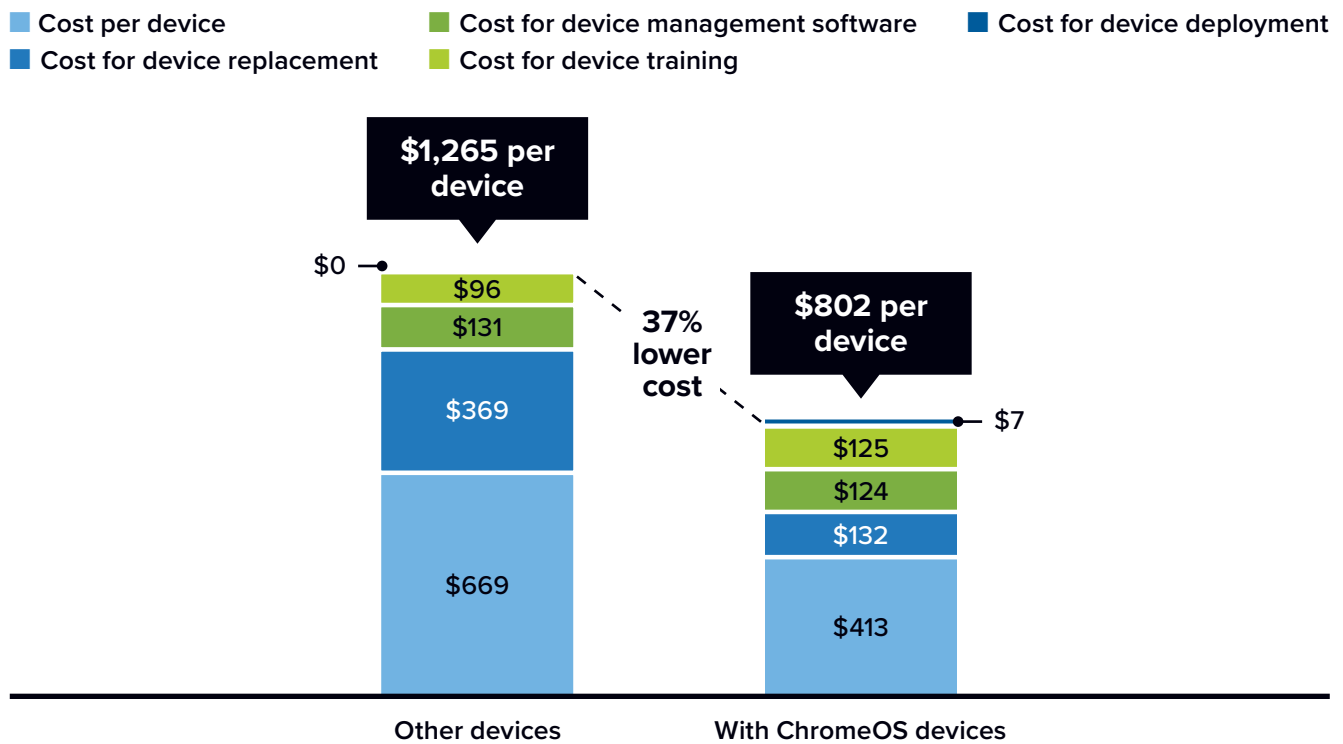 Cost per device
Cost for device management software
Cost for device deployment
Cost for device replacement
Cost for device training
$1,265 per
device
$0
$96
$131
$369
$669
37%
lower
cost
$802 per
device
$7
$125
$124
$132
$413
Other devices
With ChromeOS devices